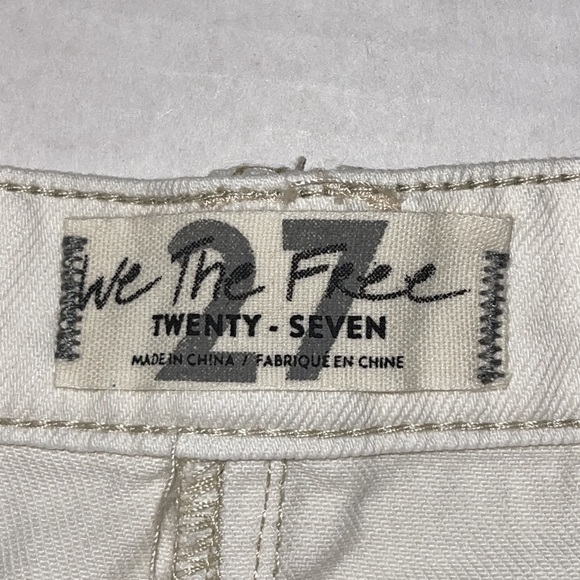 27
We The Free
TWENTY - SEVEN
MADE IN CHINA / FABRIQUÉ EN CHINE